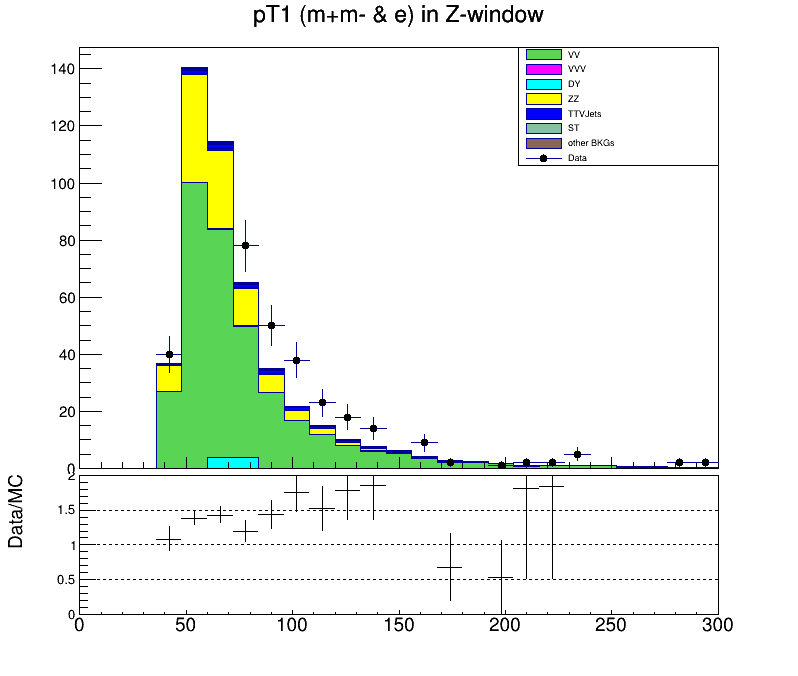 pT1 (m+m- & e) in Z-window
140
120
100
80
60
40
20
0
VV
VVV
DY
ZZ
TTVJets
ST
other BKGs
Data
Data/MC
2
1.5
1
0.5
0
0 50 100 150 200 250 300